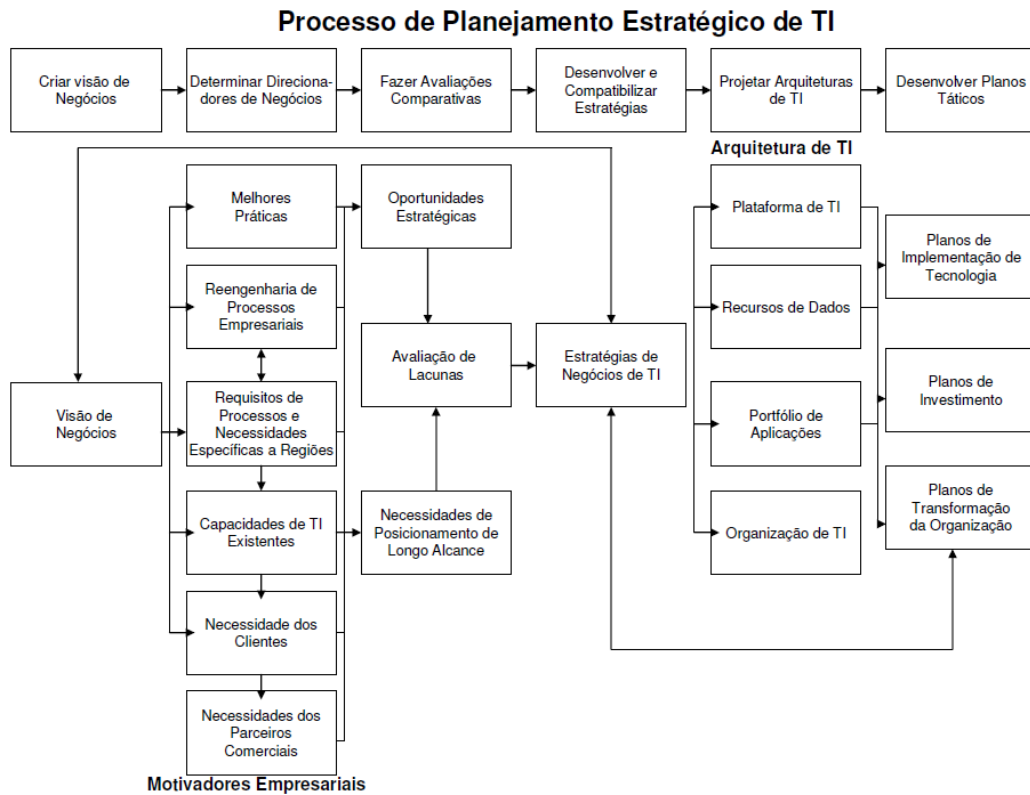 Processo de Planejamento Estratégico de TI
Criar visão de
Negócios
Determinar Direciona-
dores de Negócios
Fazer Avaliações
Comparativas
Desenvolver e
Compatibilizar
Estratégias
Projetar Arquiteturas
de TI
Desenvolver Planos
Táticos
Arquitetura de TI
Melhores
Práticas
Oportunidades
Estratégicas
Plataforma de TI
Planos de
Implementação de
Tecnologia
Reengenharia de
Processos
Empresariais
Recursos de Dados
Avaliação de
Lacunas
Estratégias de
Negócios de TI
Planos de
Investimento
Visão de
Negócios
Requisitos de
Processos e
Necessidades
Específicas a Regiões
Portfólio de
Aplicações
Capacidades de TI
Existentes
Necessidades de
Posicionamento de
Longo Alcance
Organização de TI
Planos de
Transformação
da Organização
Necessidade dos
Clientes
Necessidades dos
Parceiros
Comerciais
Motivadores Empresariais